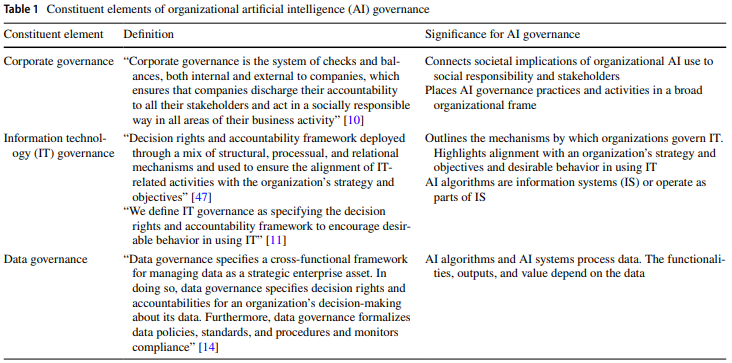 Table 1 Constituent elements of organizational artificial intelligence (AI) governance
Constituent element Definition Significance for AI governance
Corporate governance
“Corporate governance is the system of checks and bal-
ances, both internal and external to companies, which
ensures that companies discharge their accountability
to all their stakeholders and act in a socially responsible
way in all areas of their business activity” [10]
Connects societal implications of organizational AI use to
social responsibility and stakeholders
Places AI governance practices and activities in a broad
organizational frame
Information technol-
ogy (IT) governance
“Decision rights and accountability framework deployed
through a mix of structural, processual, and relational
mechanisms and used to ensure the alignment of IT-
related activities with the organization’s strategy and
objectives” [47]
“We define IT governance as specifying the decision
rights and accountability framework to encourage desir-
able behavior in using IT” [11]
Outlines the mechanisms by which organizations govern IT.
Highlights alignment with an organization’s strategy and
objectives and desirable behavior in using IT
AI algorithms are information systems (IS) or operate as
parts of IS
Data governance
“Data governance specifies a cross-functional framework
for managing data as a strategic enterprise asset. In
doing so, data governance specifies decision rights and
accountabilities for an organization’s decision-making
about its data. Furthermore, data governance formalizes
data policies, standards, and procedures and monitors
compliance” [14]
AI algorithms and AI systems process data. The functionali-
ties, outputs, and value depend on the data